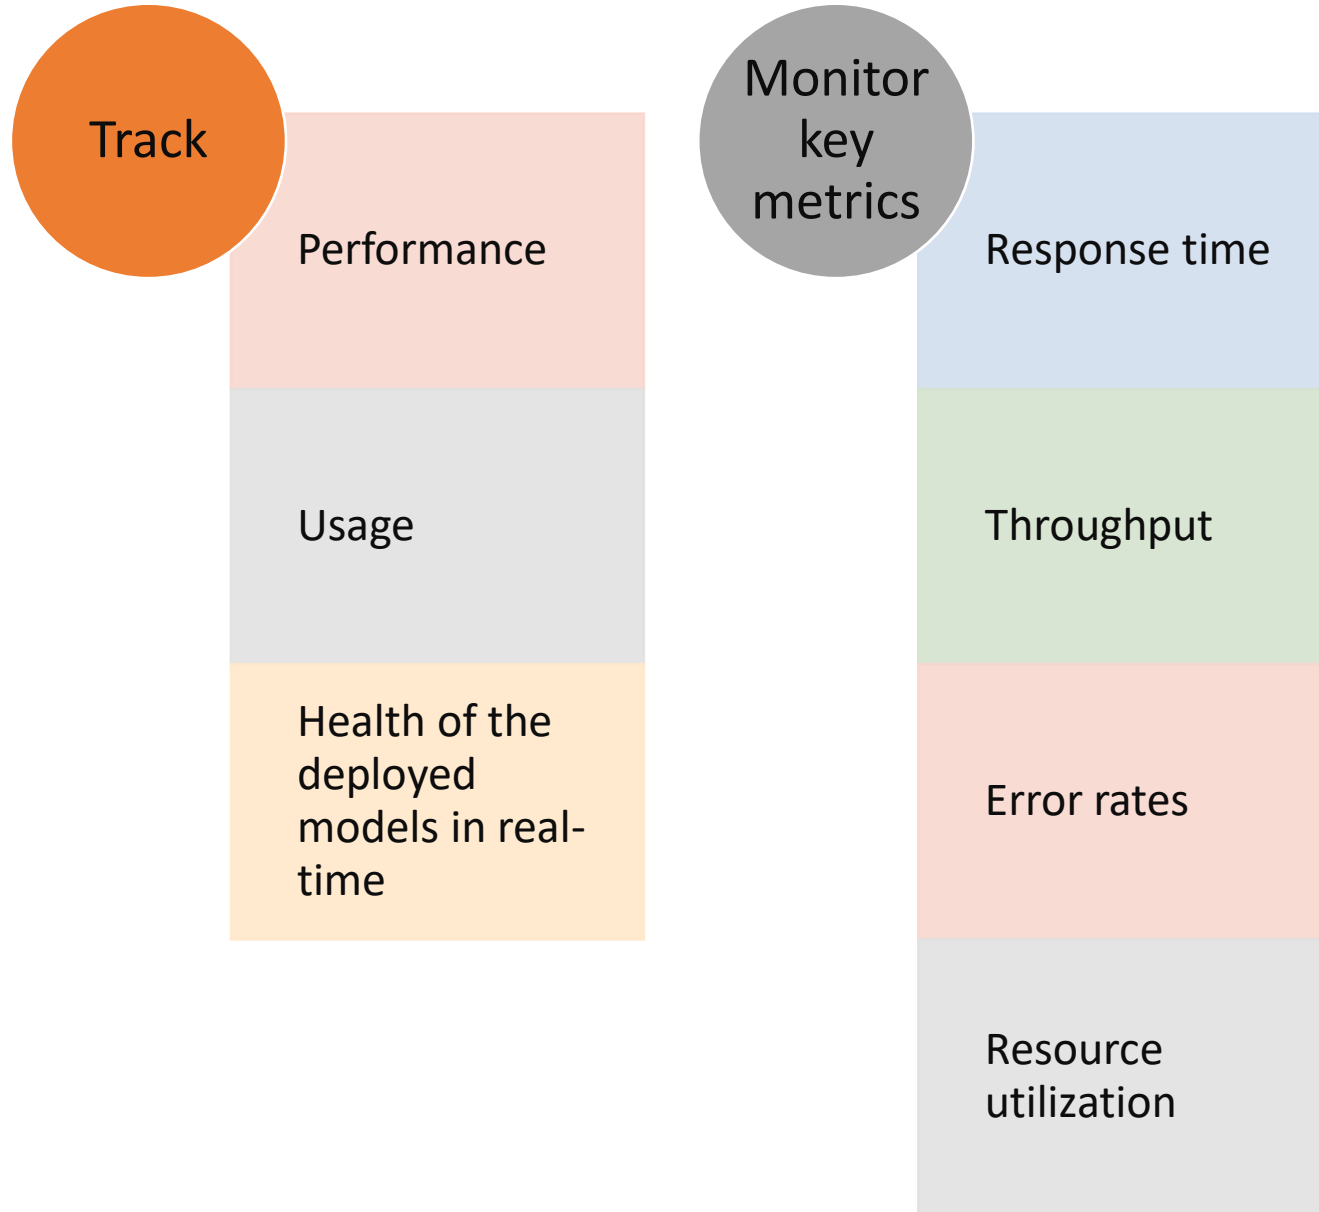 Track
Performance
Usage
Health of the
deployed
models in real-
time
Monitor
key
metrics
Response time
Throughput
Error rates
Resource
utilization